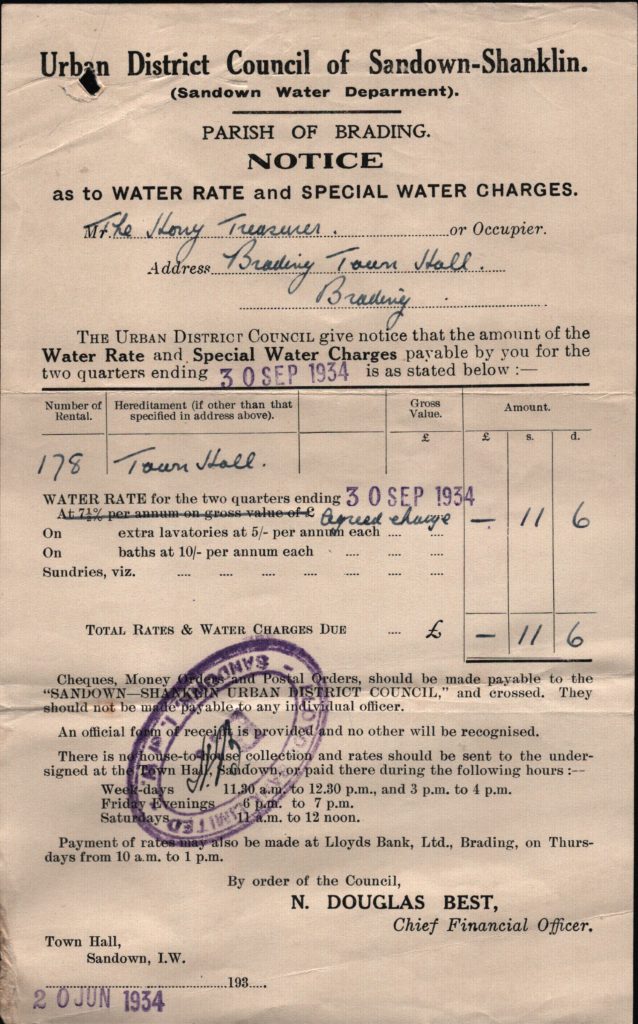 Urban District Council of Sandown-Shanklin.
(Sandown Water Deparment).
PARISH OF BRADING.
NOTICE
as to WATER RATE and SPECIAL WATER CHARGES.
The Hony Treasurer. or Occupier.
Address Brading Town Hall.
Brading
THE URBAN DISTRICT COUNCIL give notice that the amount of the
Water Rate and Special Water Charges payable by you for the
two quarters ending 30 SEP 1934 is as stated below :—
Number of Rental. Hereditament (if other than that specified in address above). Gross Value. Amount.
£ £ s. d.
178 Town Hall.
WATER RATE for the two quarters ending 30 SEP 1934
At 7½% per annum on gross value of £ Agreed charge — 11 6
On extra lavatories at 5/- per annum each .... ....
On baths at 10/- per annum each .... .... ....
Sundries, viz. .... .... .... .... .... .... ....
TOTAL RATES & WATER CHARGES DUE .... £ — 11 6
Cheques, Money Orders and Postal Orders, should be made payable to the
"SANDOWN—SHANKLIN URBAN DISTRICT COUNCIL," and crossed. They
should not be made payable to any individual officer.
An official form of receipt is provided and no other will be recognised.
There is no house-to-house collection and rates should be sent to the under-
signed at the Town Hall, Sandown, or paid there during the following hours :—
Week-days 11.30 a.m. to 12.30 p.m., and 3 p.m. to 4 p.m.
Friday Evenings 6 p.m. to 7 p.m.
Saturdays 11 a.m. to 12 noon.
Payment of rates may also be made at Lloyds Bank, Ltd., Brading, on Thurs-
days from 10 a.m. to 1 p.m.
By order of the Council,
N. DOUGLAS BEST,
Chief Financial Officer.
Town Hall,
Sandown, I.W.
193
20 JUN 1934
LIMITED
SANDOWN